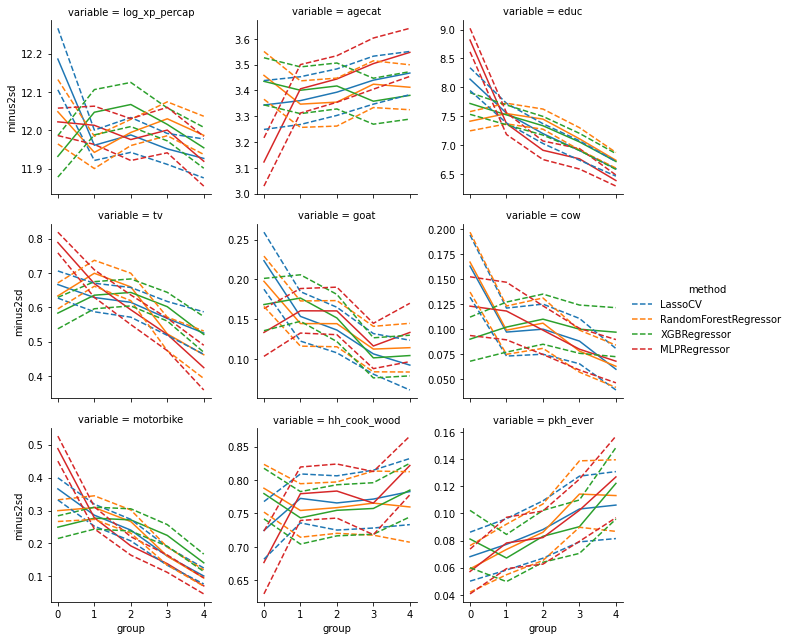 variable = log_xp_percap
variable = agecat
variable = educ
minus2sd
12.2
12.1
12.0
11.9
3.6
3.5
3.4
3.3
3.2
3.1
3.0
9.0
8.5
8.0
7.5
7.0
6.5
variable = tv
variable = goat
variable = cow
minus2sd
0.8
0.7
0.6
0.5
0.4
0.25
0.20
0.15
0.10
0.200
0.175
0.150
0.125
0.100
0.075
0.050
method
LassoCV
RandomForestRegressor
XGBRegressor
MLPRegressor
variable = motorbike
variable = hh_cook_wood
variable = pkh_ever
minus2sd
0.5
0.4
0.3
0.2
0.1
0.85
0.80
0.75
0.70
0.65
0.16
0.14
0.12
0.10
0.08
0.06
0.04
0 1 2 3 4
0 1 2 3 4
0 1 2 3 4
group
group
group